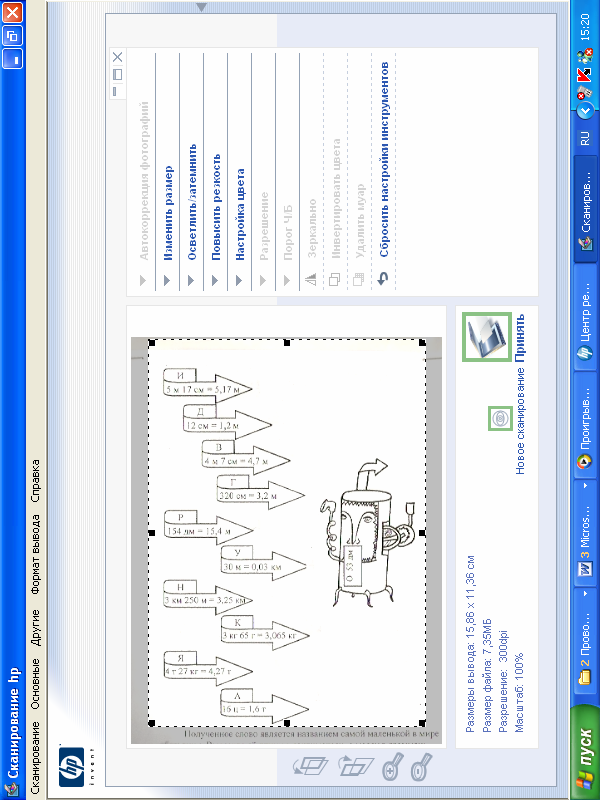 Сканирование hp
Сканирование Основные Другие Формат вывода Справка
hp
invent
Автокоррекция фотографий
Изменить размер
Осветлить/затемнить
Повысить резкость
Настройка цвета
Разрешение
Порог ЧБ
Зеркально
Инвертировать цвета
Удалить муар
Сбросить настройки инструментов
И
5 м 17 см = 5,17 м
Д
12 см = 1,2 м
В
4 м 7 см = 4,7 м
Г
320 см = 3,2 м
Р
154 дм = 15,4 м
У
30 м = 0,03 км
Н
3 км 250 м = 3,25 км
К
3 кг 65 г = 3,065 кг
Я
4 т 27 кг = 4,27 т
А
16 ц = 1,6 т
О 53 дм
Полученное слово является названием самой маленькой в мире
Размеры вывода: 15,86 x 11,36 см
Размер файла: 7,35МБ
Разрешение: 300dpi
Масштаб: 100%
Новое сканирование
Принять
пуск
2 Прово...
3 Micros...
Проигрыв...
Центр ре...
Сканиров...
RU
15:20